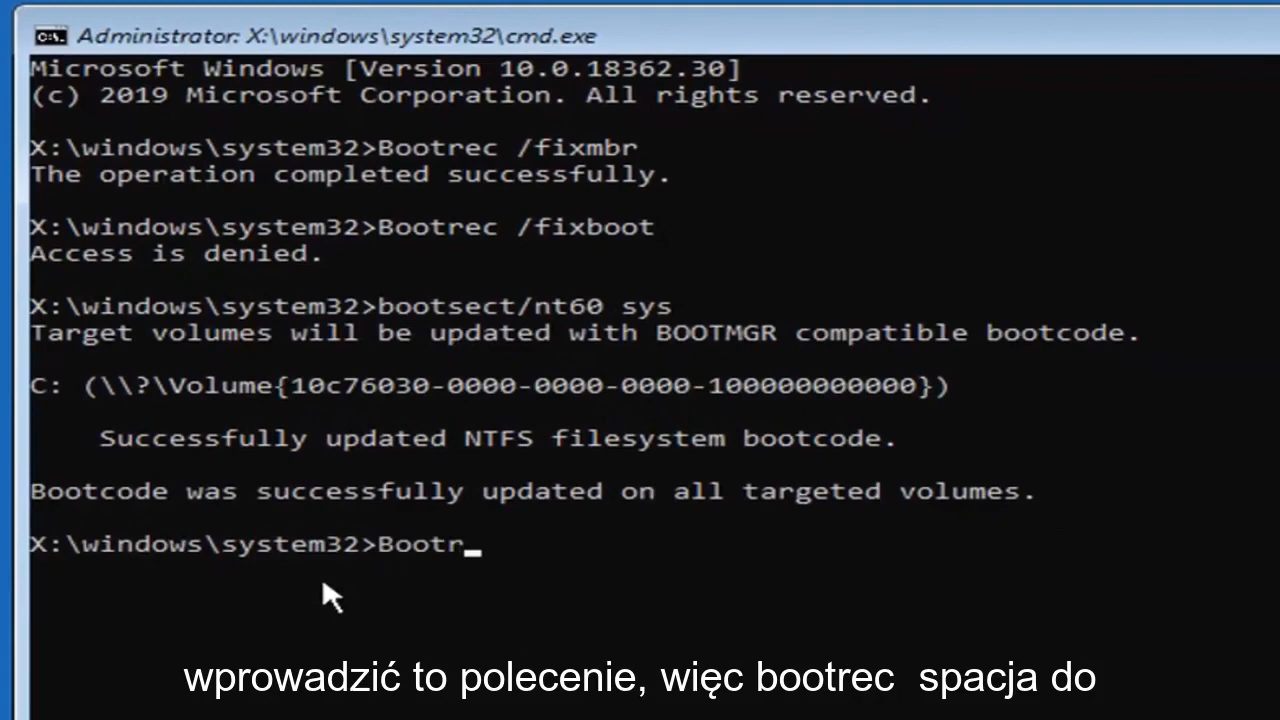 Administrator: X:\windows\system32\cmd.exe
Microsoft Windows [Version 10.0.18362.30]
(c) 2019 Microsoft Corporation. All rights reserved.
X:\windows\system32>Bootrec /fixmbr
The operation completed successfully.
X:\windows\system32>Bootrec /fixboot
Access is denied.
X:\windows\system32>bootsect/nt60 sys
Target volumes will be updated with BOOTMGR compatible bootcode.
C: (\\?\Volume{10c76030-0000-0000-0000-100000000000})
Successfully updated NTFS filesystem bootcode.
Bootcode was successfully updated on all targeted volumes.
X:\windows\system32>Bootr_
wprowadzić to polecenie, więc bootrec  spacja do